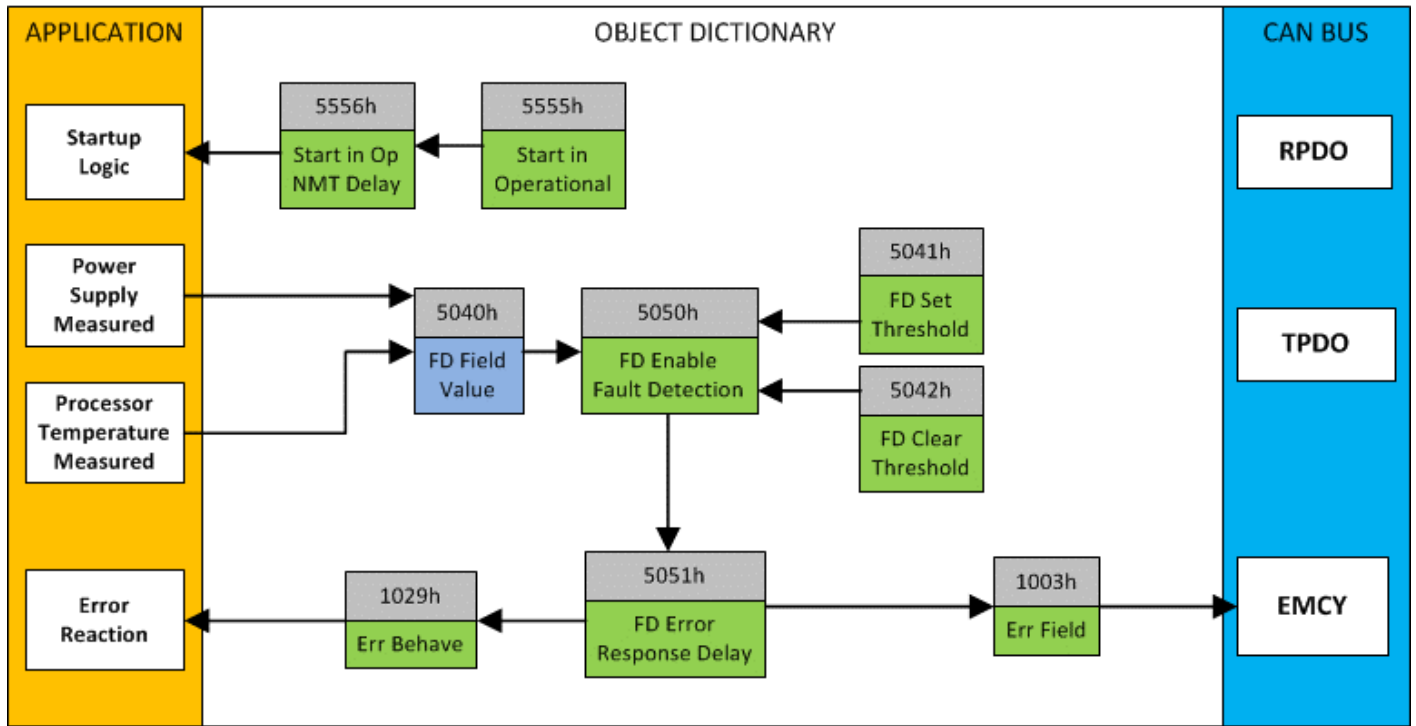 APPLICATION
OBJECT DICTIONARY
CAN BUS
Startup
Logic
5556h
Start in Op
NMT Delay
5555h
Start in
Operational
RPDO
Power
Supply
Measured
5040h
FD Field
Value
5050h
FD Enable
Fault Detection
5041h
FD Set
Threshold
TPDO
Processor
Temperature
Measured
5042h
FD Clear
Threshold
Error
Reaction
1029h
Err Behave
5051h
FD Error
Response Delay
1003h
Err Field
EMCY